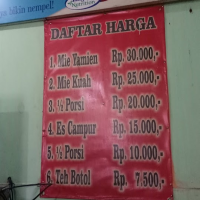 bikin nempel!
DAFTAR HARGA
1. Mie Yamien Rp. 30.000,-
2. Mie Kuah Rp. 25.000,-
3. ½ Porsi Rp. 20.000,-
4. Es Campur Rp. 15.000,-
5. ½ Porsi Rp. 10.000,-
6. Teh Botol Rp. 7.500,-